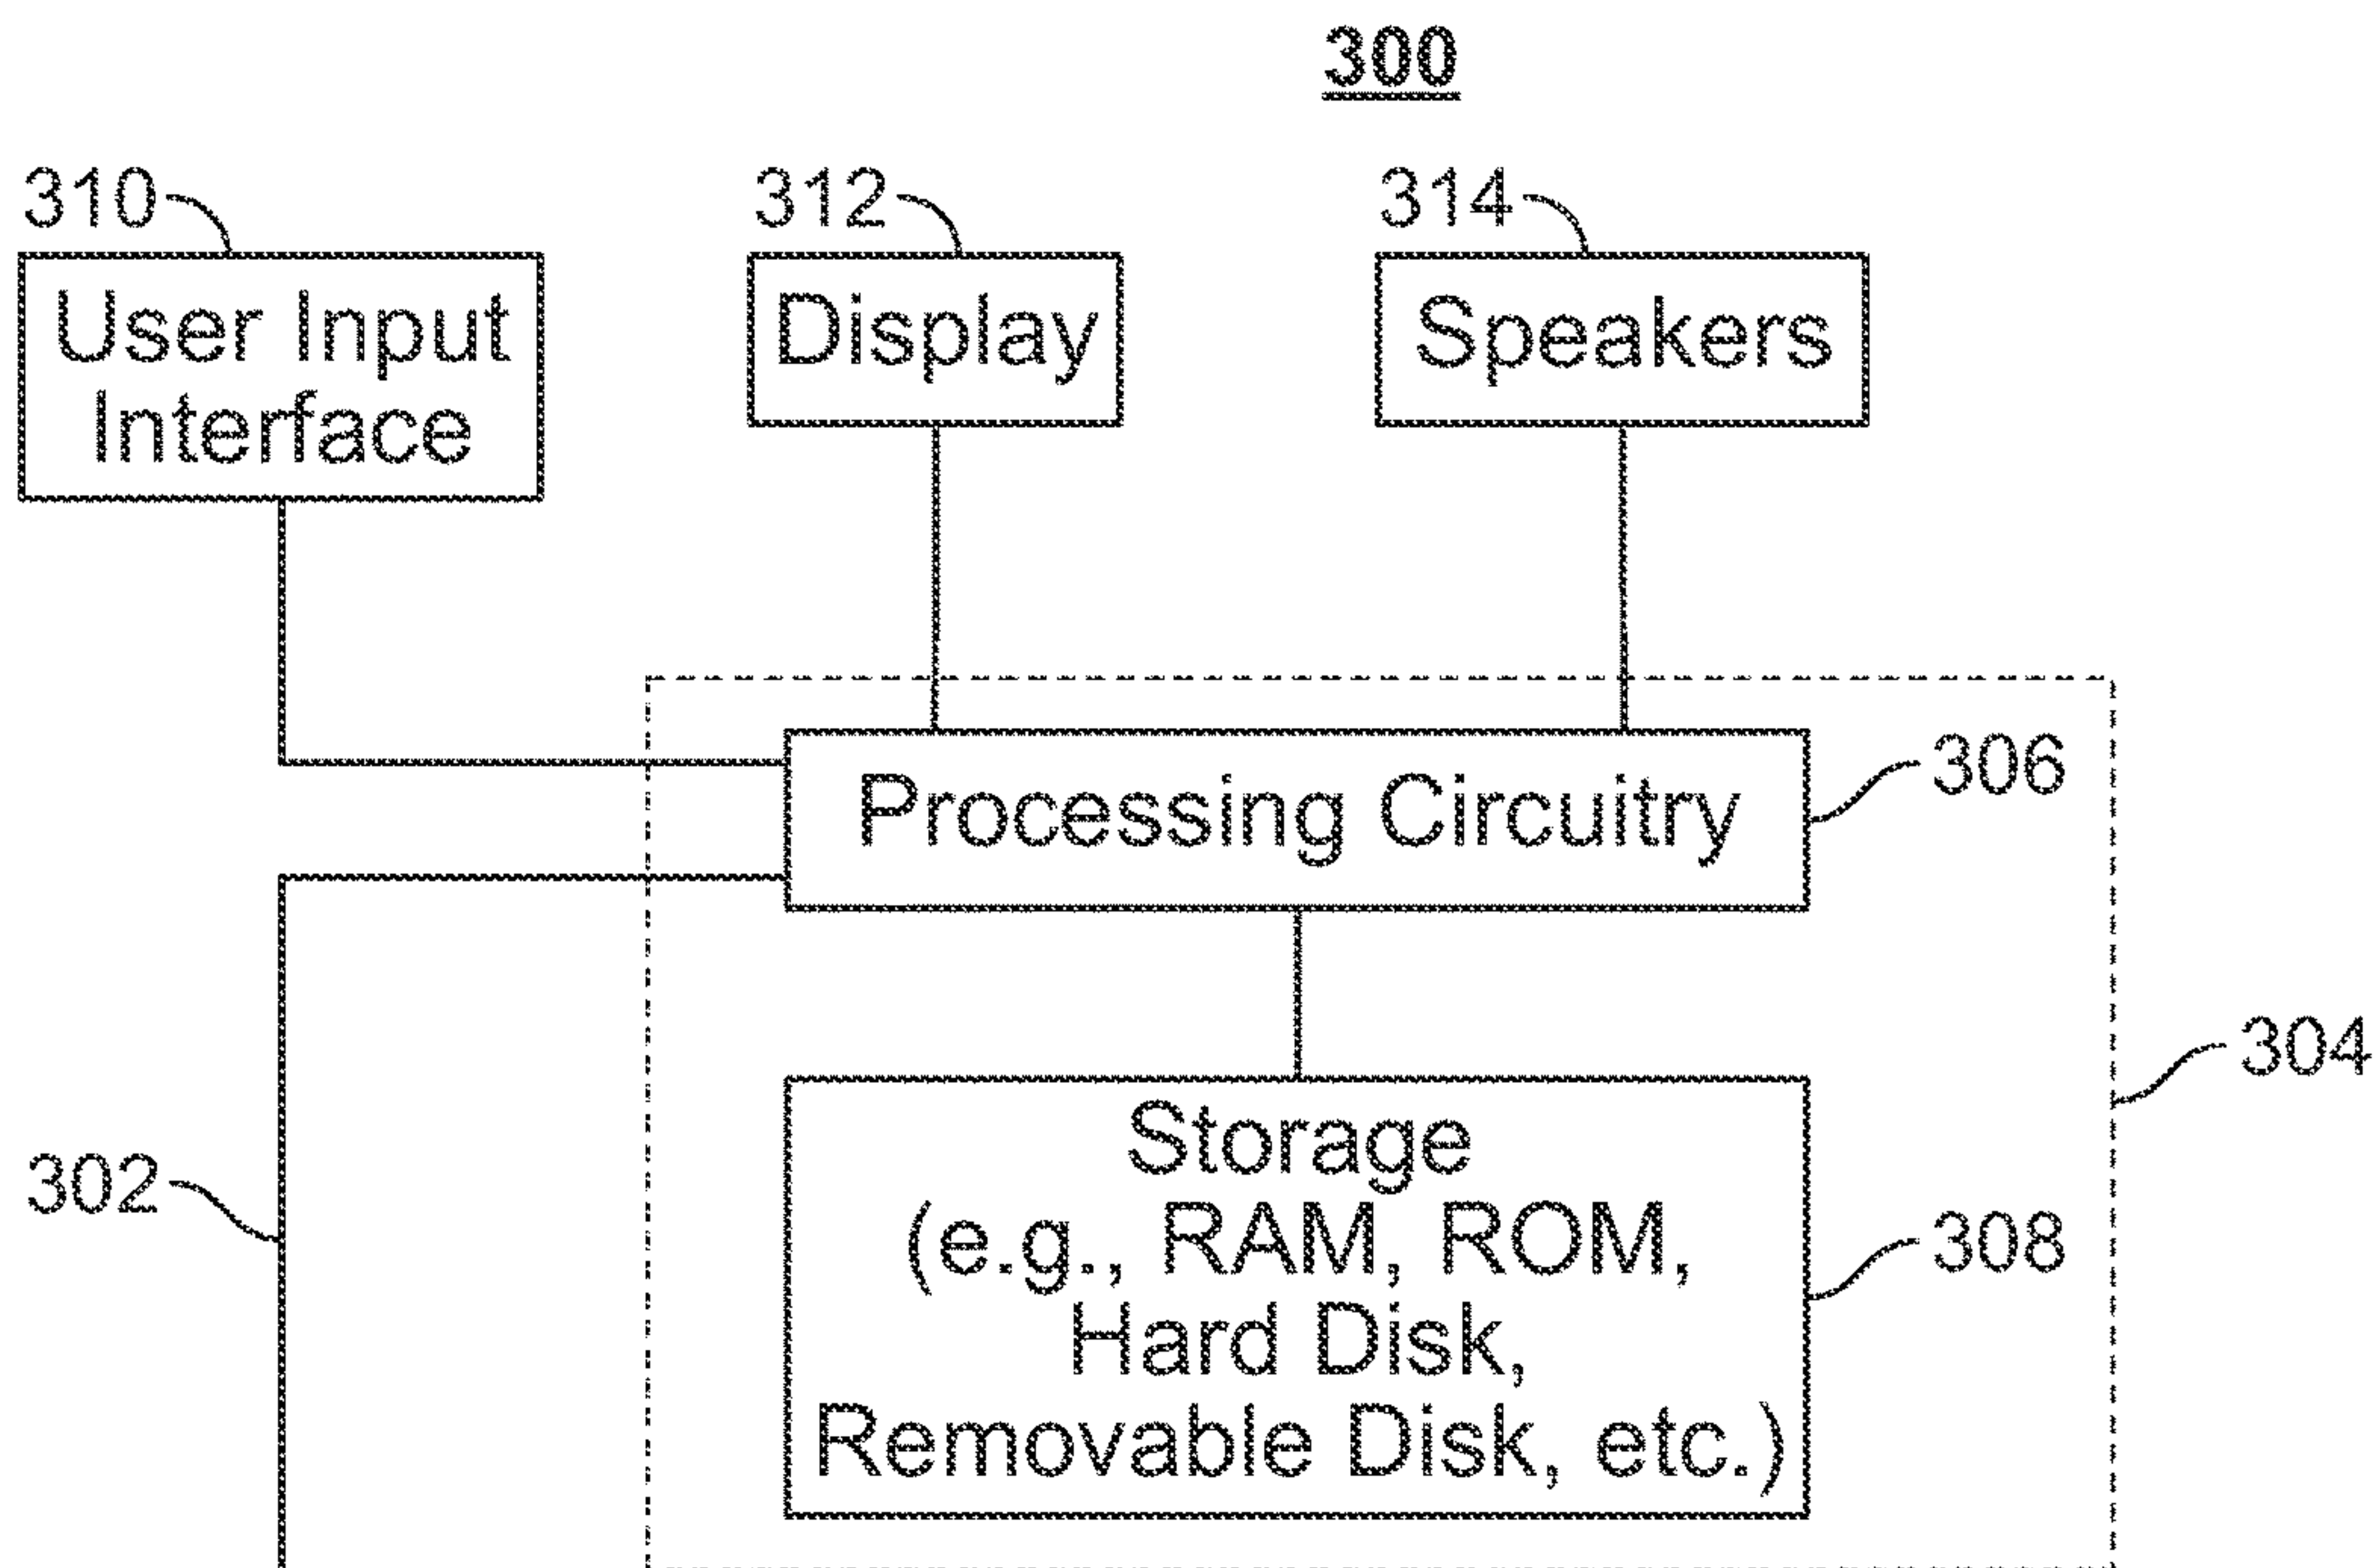 300
310
312
314
User Input
Interface
Display
Speakers
Processing Circuitry
306
304
302
Storage
(e.g., RAM, ROM,
Hard Disk,
Removable Disk, etc.)
308